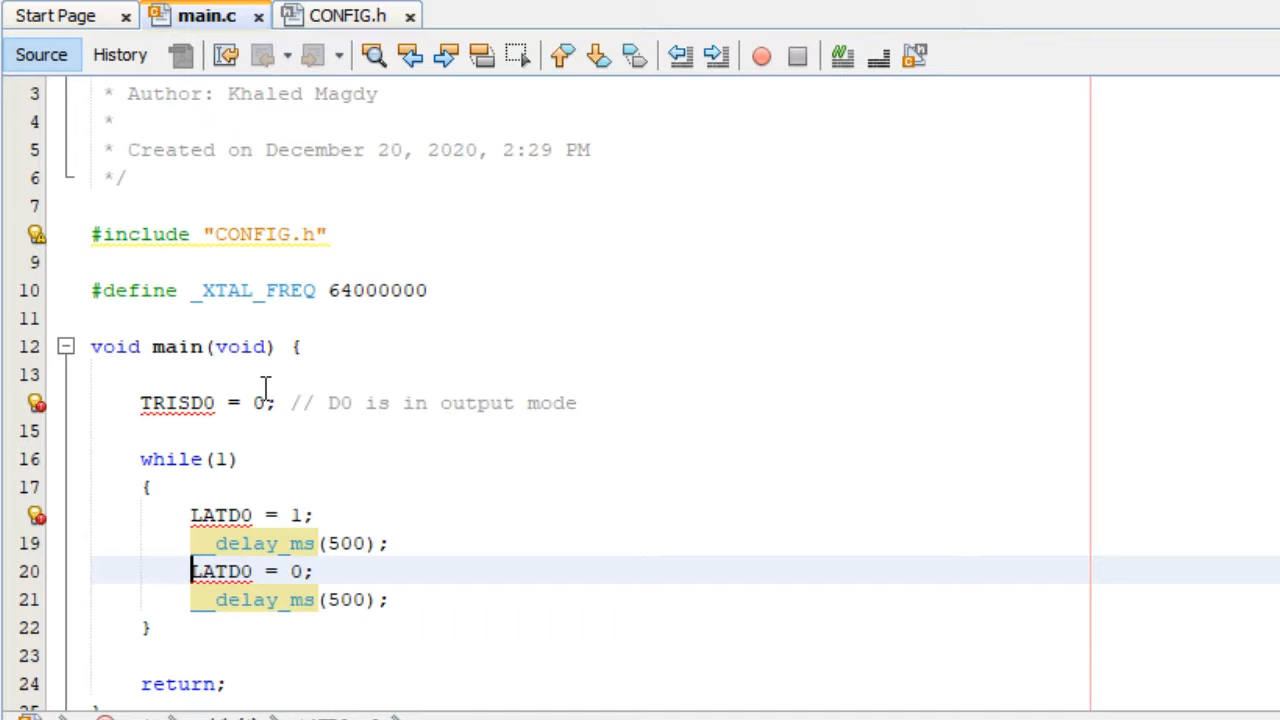 Start Page x main.c x CONFIG.h x
Source History
3 * Author: Khaled Magdy
4 *
5 * Created on December 20, 2020, 2:29 PM
6 */
7
#include "CONFIG.h"
9
10 #define _XTAL_FREQ 64000000
11
12 void main(void) {
13
TRISD0 = 0; // D0 is in output mode
15
16 while(1)
17 {
LATD0 = 1;
19 __delay_ms(500);
20 LATD0 = 0;
21 __delay_ms(500);
22 }
23
24 return;